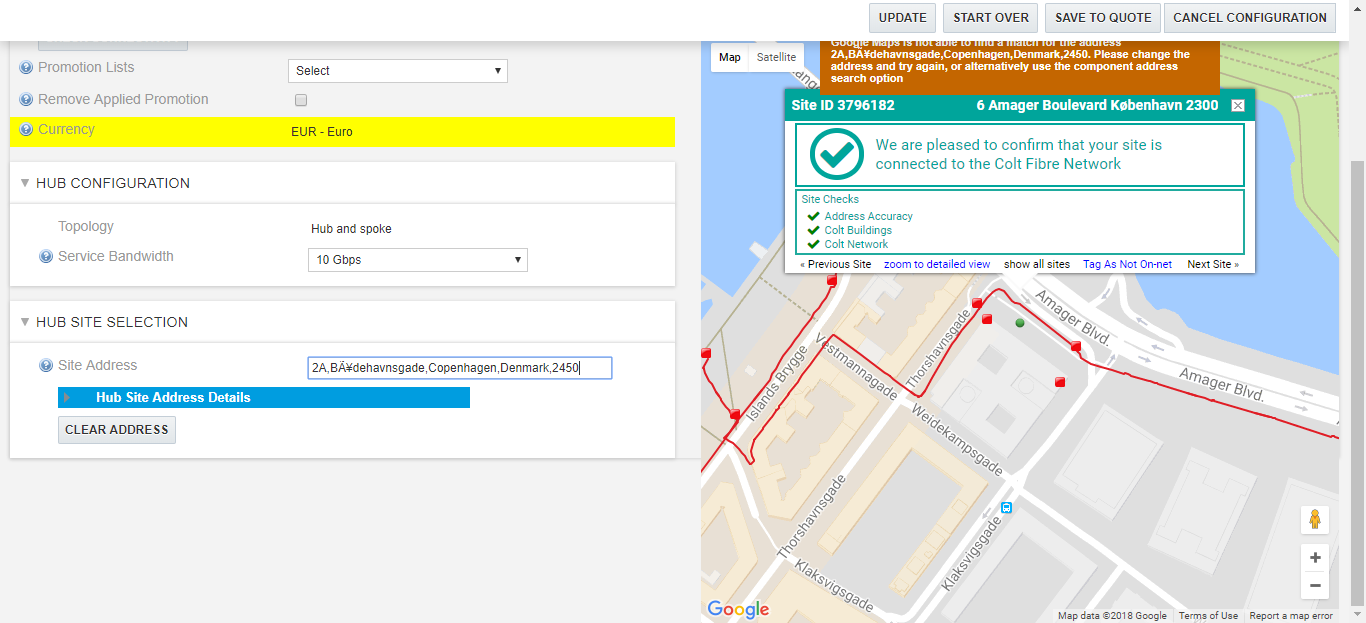 UPDATE
START OVER
SAVE TO QUOTE
CANCEL CONFIGURATION
Promotion Lists
Select
Remove Applied Promotion
Currency
EUR - Euro
HUB CONFIGURATION
Topology
Hub and spoke
Service Bandwidth
10 Gbps
HUB SITE SELECTION
Site Address
2A,BÃ¥dehavnsgade,Copenhagen,Denmark,2450
Hub Site Address Details
CLEAR ADDRESS
Map
Satellite
Google Maps is not able to find a match for the address
2A,BÃ¥dehavnsgade,Copenhagen,Denmark,2450. Please change the
address and try again, or alternatively use the component address
search option
Site ID 3796182
6 Amager Boulevard København 2300
We are pleased to confirm that your site is
connected to the Colt Fibre Network
Site Checks
Address Accuracy
Colt Buildings
Colt Network
« Previous Site
zoom to detailed view
show all sites
Tag As Not On-net
Next Site »
Amager Blvd.
Amager Blvd.
Thorshavnsgade
Vestmannagade
Islands Brygge
Weidekampsgade
Thorshavnsgade
Klaksvigsgade
Klaksvigsgade
Google
Map data ©2018 Google
Terms of Use
Report a map error